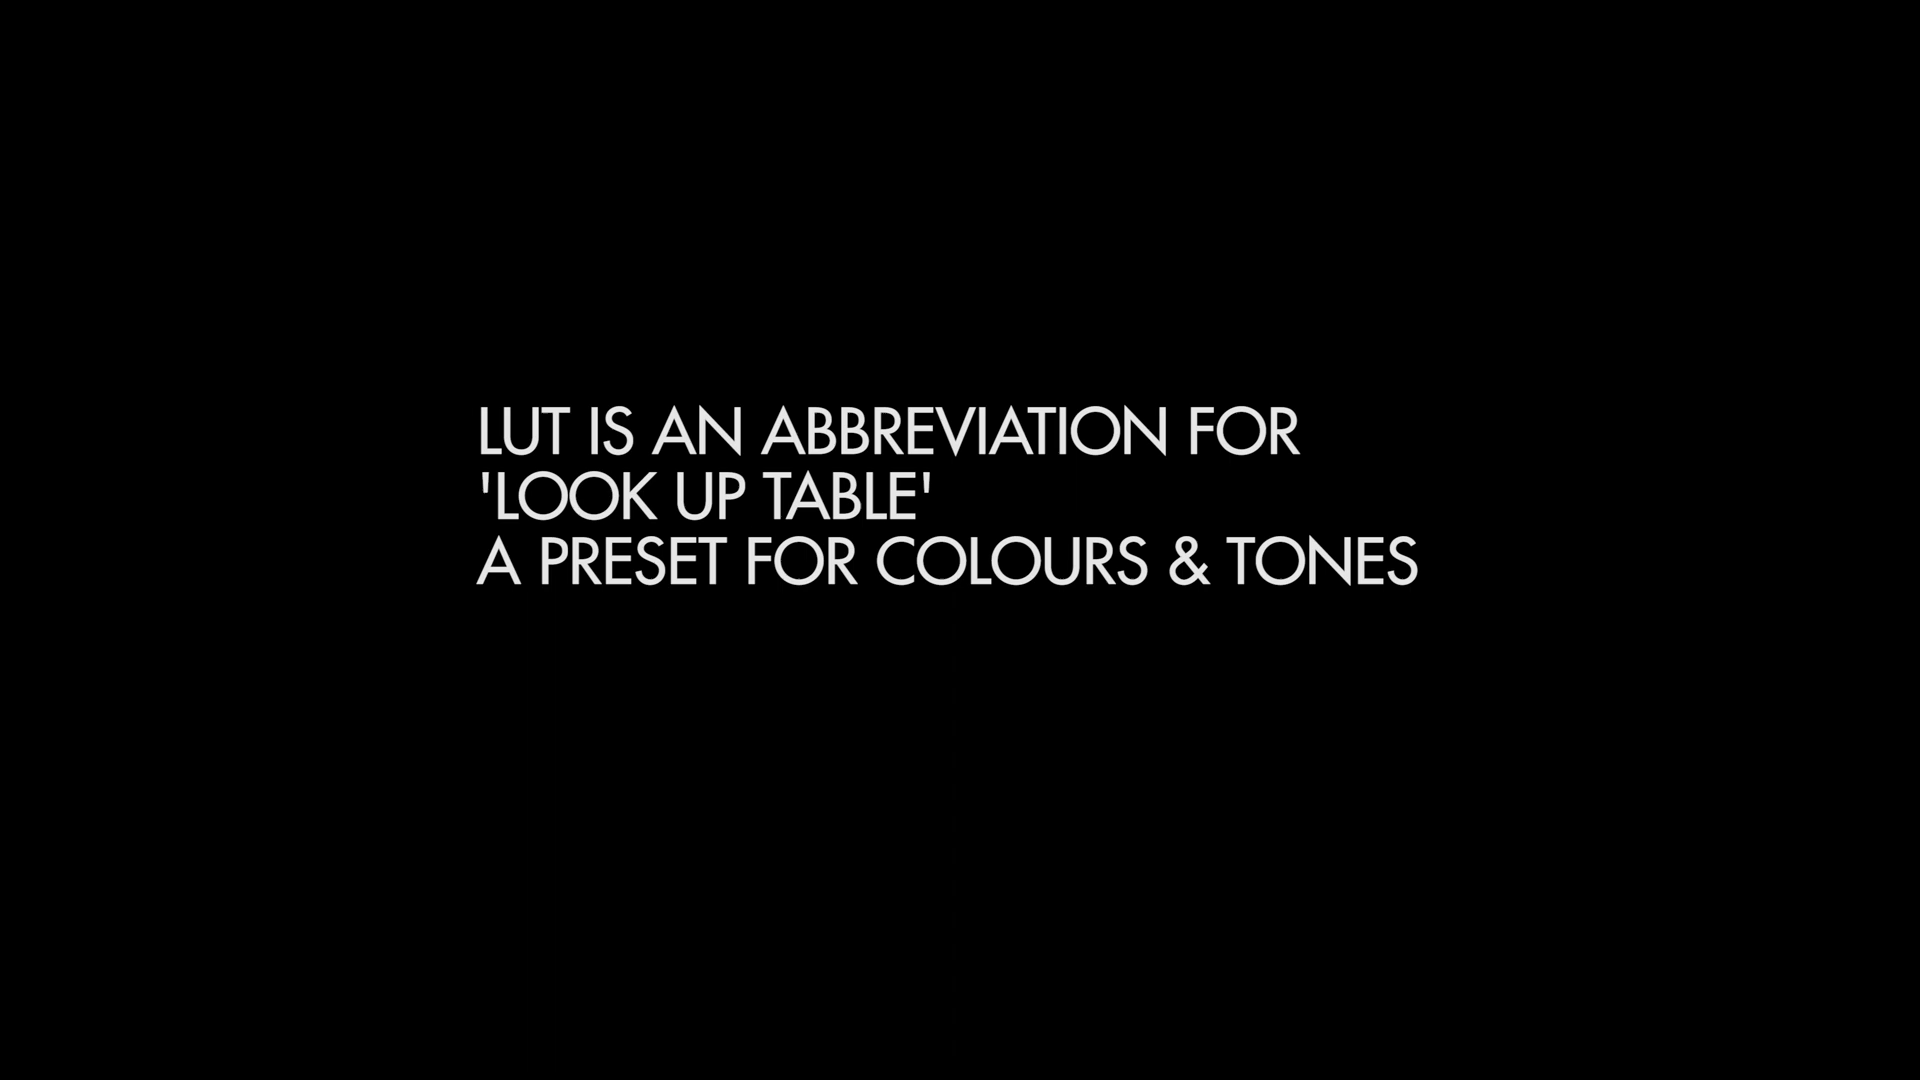 LUT IS AN ABBREVIATION FOR
'LOOK UP TABLE'
A PRESET FOR COLOURS & TONES